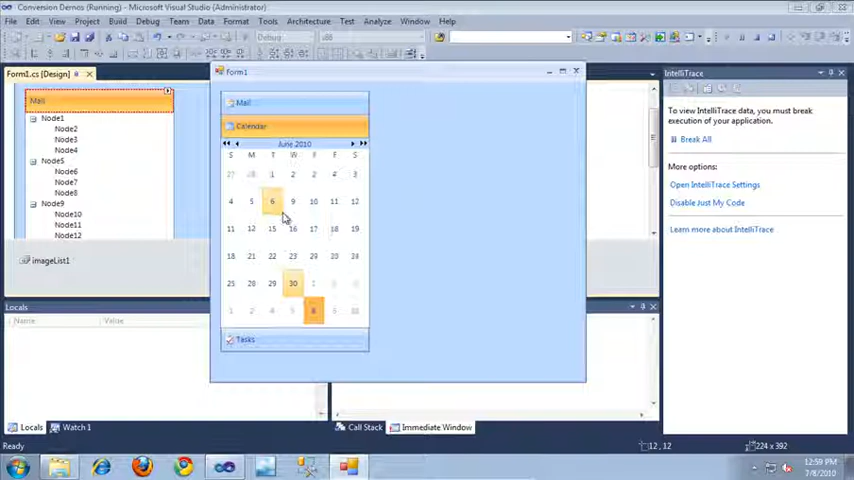 Conversion Demos (Running) - Microsoft Visual Studio (Administrator)
File Edit View Project Build Debug Team Data Format Tools Architecture Test Analyze Window Help
Debug x86
Form1.cs [Design]
Mail
Node1
Node2
Node3
Node4
Node5
Node6
Node7
Node8
Node9
Node10
Node11
Node12
imageList1
Form1
Mail
Calendar
June 2010
S M T W T F S
1 2 3 4
4 5 6 9 10 11 12
11 12 15 16 17 18 19
18 21 22 23
25 28 29 30 1
1 2 8
Tasks
IntelliTrace
To view IntelliTrace data, you must break
execution of your application.
Break All
More options:
Open IntelliTrace Settings
Disable Just My Code
Learn more about IntelliTrace
Locals
Name Value
Locals Watch 1
Call Stack Immediate Window
Ready
12, 12
224 x 392
12:59 PM
7/8/2010